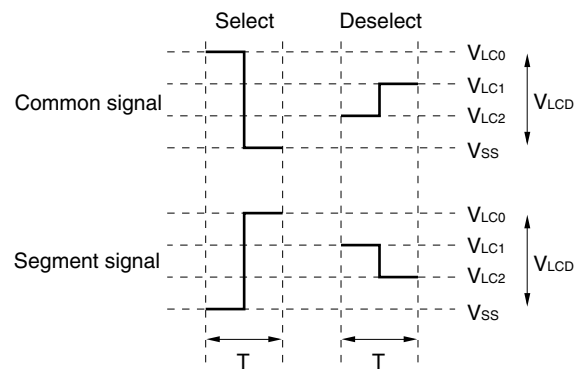 Select Deselect
VLC0
VLC1
Common signal
VLCD
VLC2
VSS
VLC0
VLC1
Segment signal
VLCD
VLC2
VSS
T T